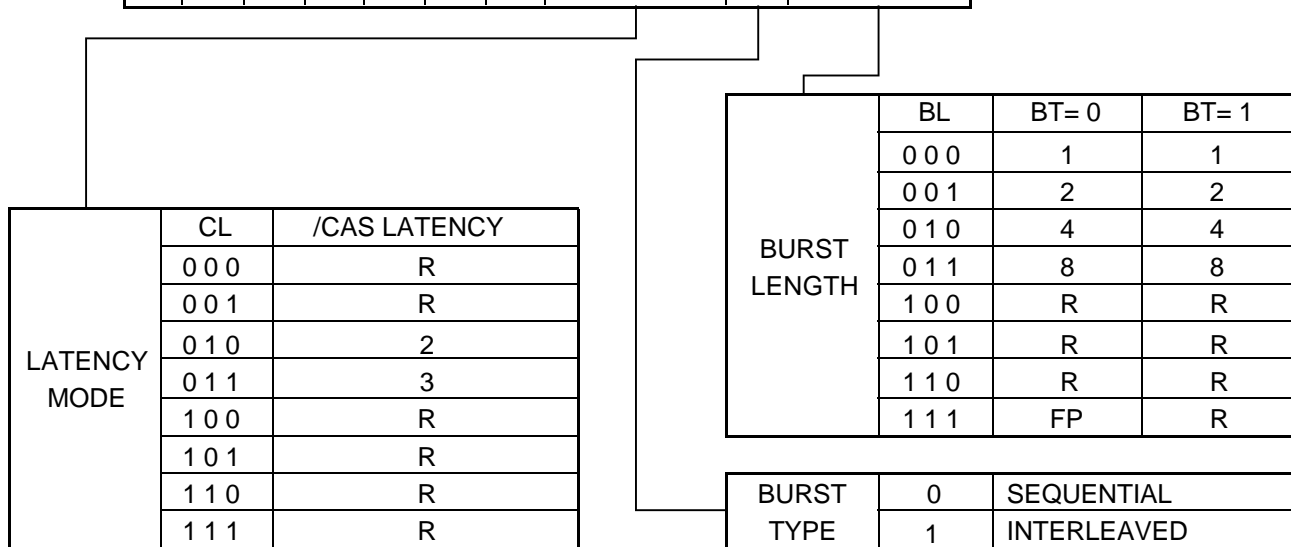 BURST LENGTH
BL BT= 0 BT= 1
0 0 0 1 1
0 0 1 2 2
0 1 0 4 4
0 1 1 8 8
1 0 0 R R
1 0 1 R R
1 1 0 R R
1 1 1 FP R
LATENCY MODE
CL /CAS LATENCY
0 0 0 R
0 0 1 R
0 1 0 2
0 1 1 3
1 0 0 R
1 0 1 R
1 1 0 R
1 1 1 R
BURST TYPE
0 SEQUENTIAL
1 INTERLEAVED